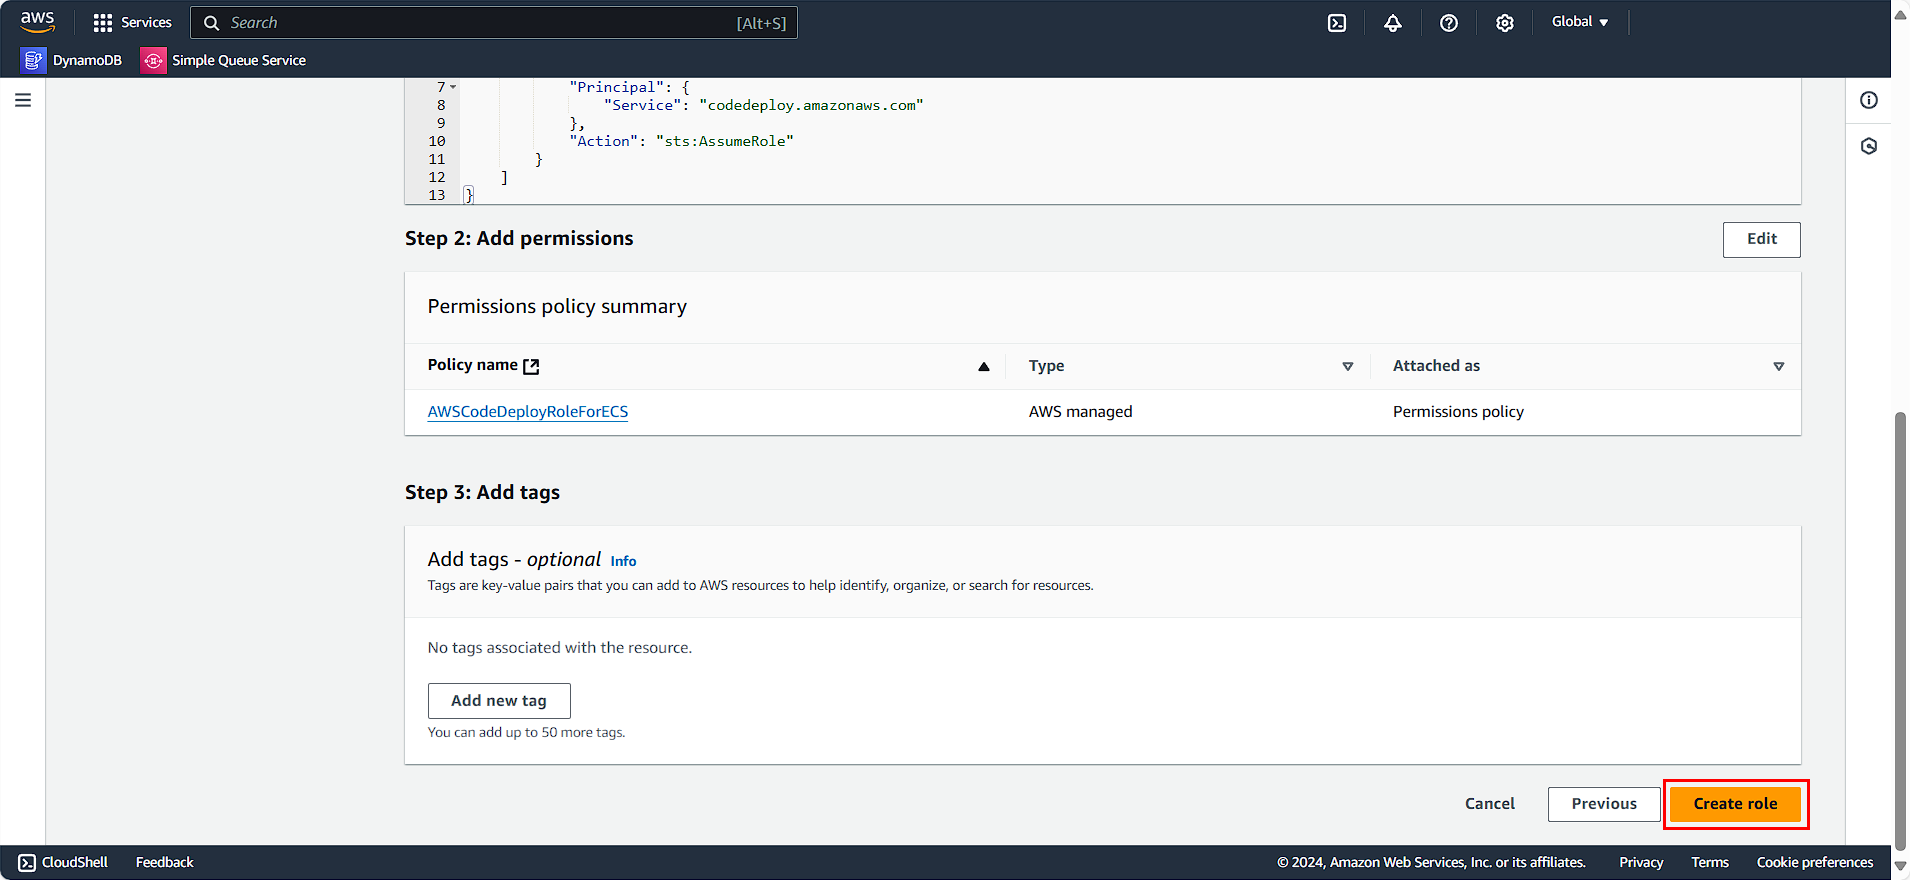 aws Services Search [Alt+S] Global
DynamoDB Simple Queue Service
7 "Principal": {
8 "Service": "codedeploy.amazonaws.com"
9 },
10 "Action": "sts:AssumeRole"
11 }
12 ]
13 }
Step 2: Add permissions Edit
Permissions policy summary
Policy name Type Attached as
AWSCodeDeployRoleForECS AWS managed Permissions policy
Step 3: Add tags
Add tags - optional Info
Tags are key-value pairs that you can add to AWS resources to help identify, organize, or search for resources.
No tags associated with the resource.
Add new tag
You can add up to 50 more tags.
Cancel Previous Create role
CloudShell Feedback © 2024, Amazon Web Services, Inc. or its affiliates. Privacy Terms Cookie preferences